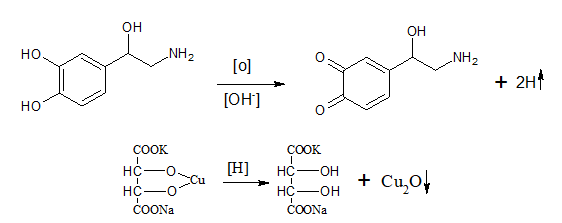 OH
OH
HO
NH₂
[o]
O
NH₂
HO
[OH⁻]
O
+ 2H↑
COOK
COOK
HC O
[H]
HC OH
Cu
+ Cu₂O↓
HC O
HC OH
COONa
COONa